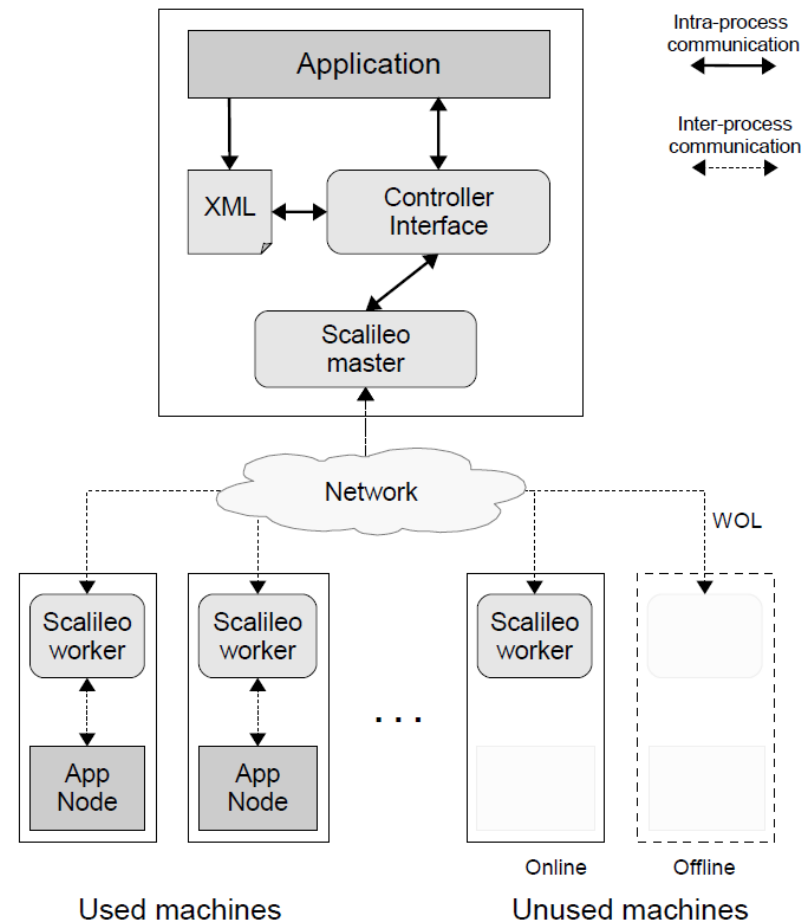 Intra-process
communication
Application
Inter-process
communication
XML
Controller
Interface
Scalileo
master
Network
WOL
Scalileo
worker
Scalileo
worker
Scalileo
worker
. . .
App
Node
App
Node
Online
Offline
Used machines
Unused machines